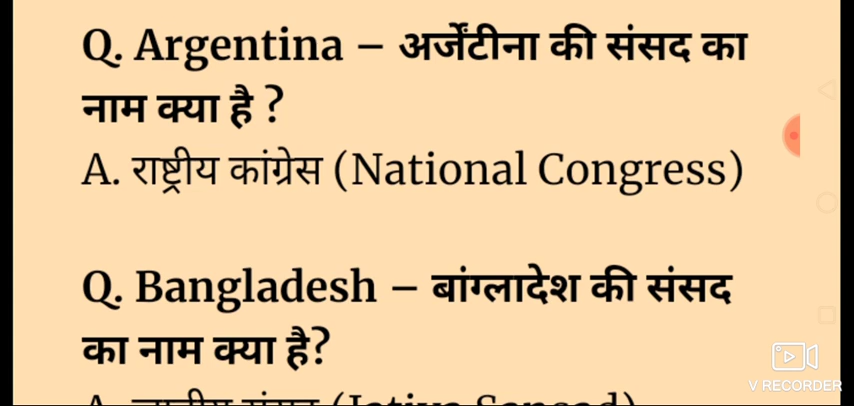 Q. Argentina – अर्जेंटीना की संसद का
नाम क्या है ?
A. राष्ट्रीय कांग्रेस (National Congress)
Q. Bangladesh – बांग्लादेश की संसद
का नाम क्या है?
V RECORDER